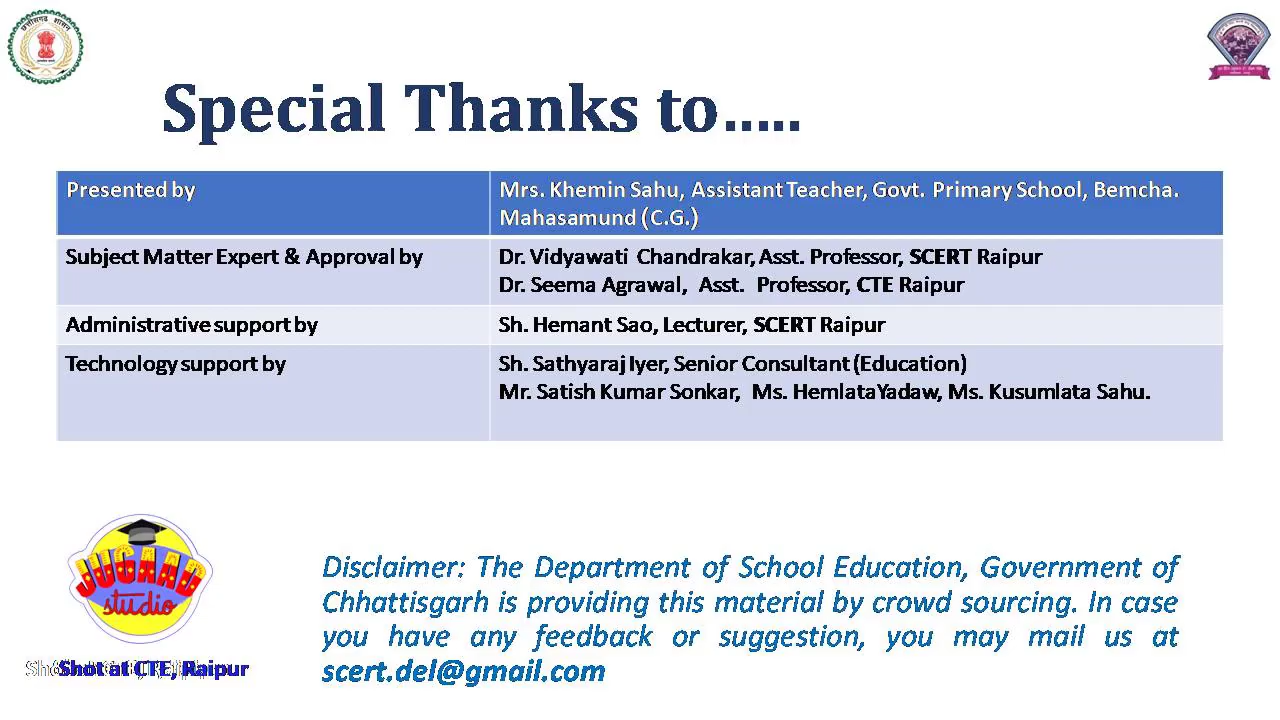 छत्तीसगढ़ शासन
Special Thanks to.....
Presented by
Mrs. Khemin Sahu, Assistant Teacher, Govt. Primary School, Bemcha.
Mahasamund (C.G.)
Subject Matter Expert & Approval by
Dr. Vidyawati Chandrakar, Asst. Professor, SCERT Raipur
Dr. Seema Agrawal, Asst. Professor, CTE Raipur
Administrative support by
Sh. Hemant Sao, Lecturer, SCERT Raipur
Technology support by
Sh. Sathyaraj Iyer, Senior Consultant (Education)
Mr. Satish Kumar Sonkar, Ms. HemlataYadaw, Ms. Kusumlata Sahu.
JUGAAD
studio
Shot at CTE, Raipur
Disclaimer: The Department of School Education, Government of
Chhattisgarh is providing this material by crowd sourcing. In case
you have any feedback or suggestion, you may mail us at
scert.del@gmail.com